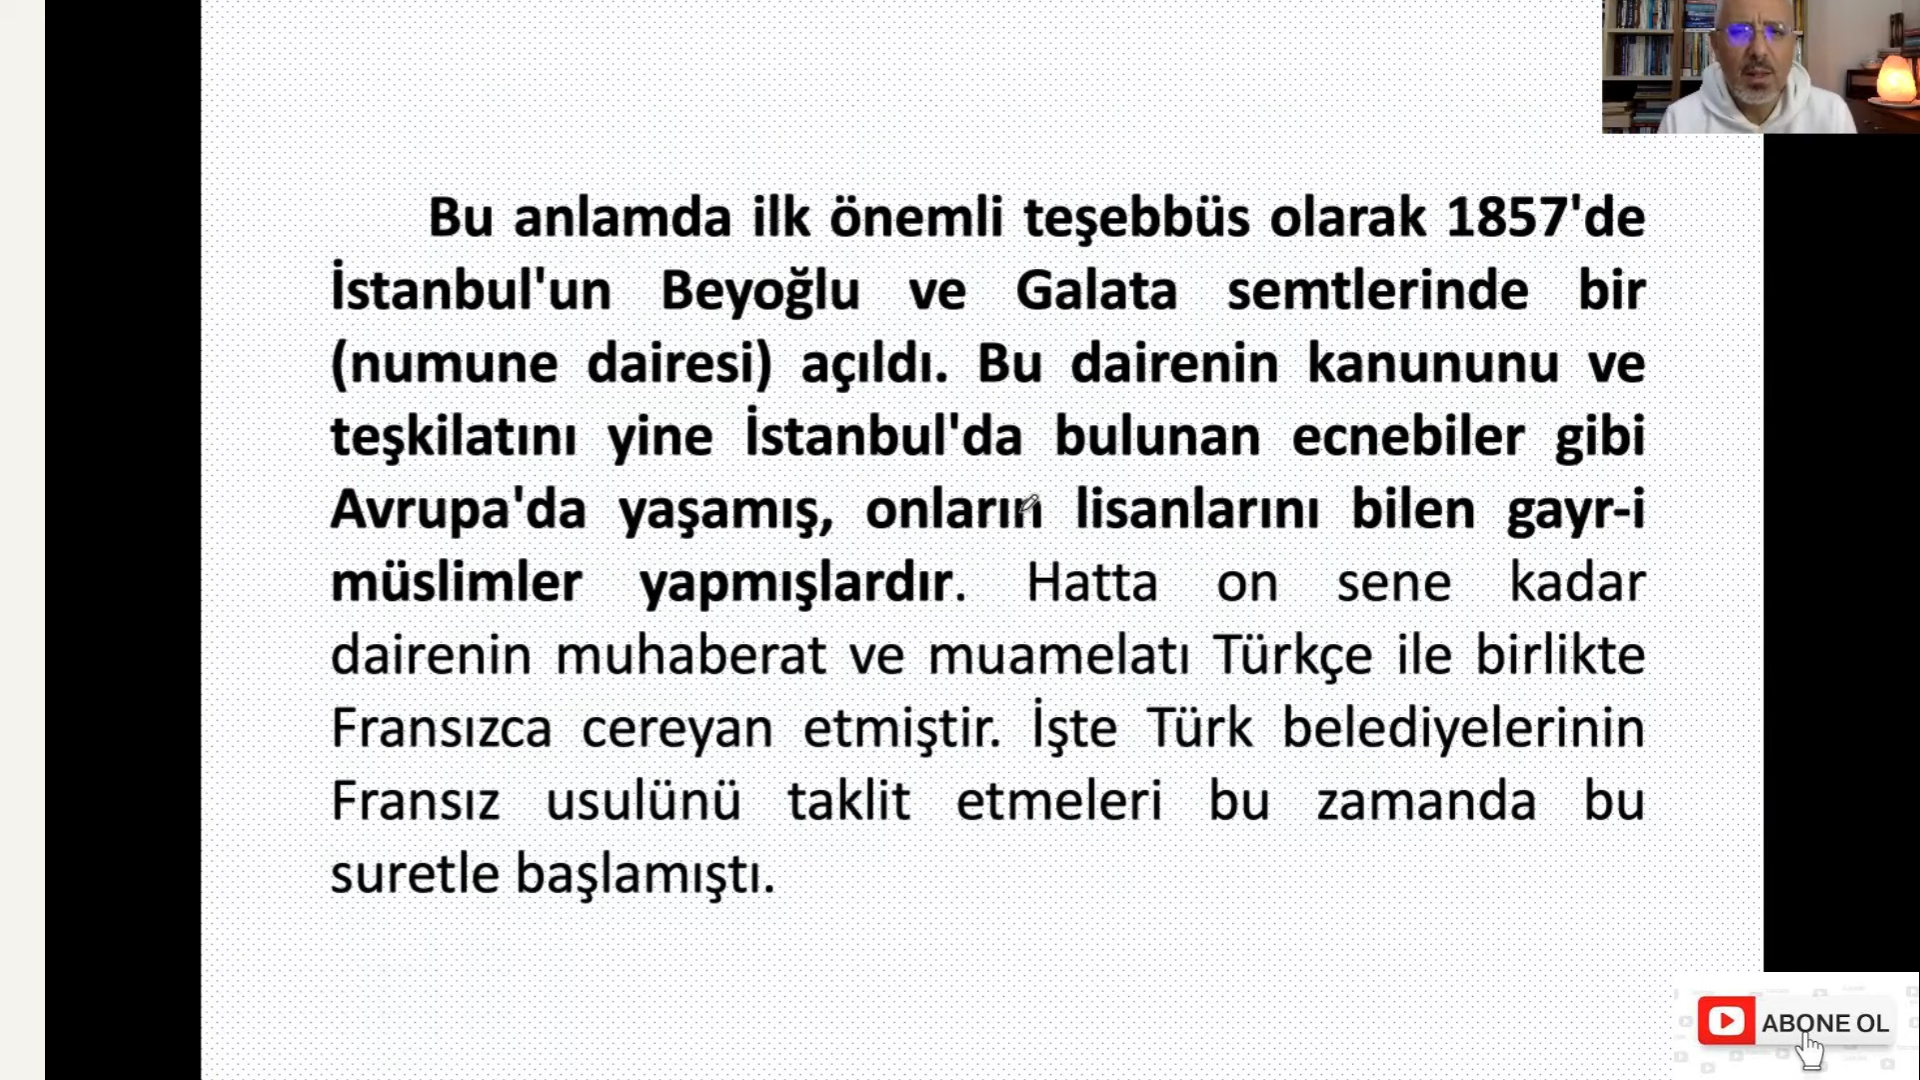 Bu anlamda ilk önemli teşebbüs olarak 1857'de
İstanbul'un Beyoğlu ve Galata semtlerinde bir
(numune dairesi) açıldı. Bu dairenin kanununu ve
teşkilatını yine İstanbul'da bulunan ecnebiler gibi
Avrupa'da yaşamış, onların lisanlarını bilen gayr-i
müslimler yapmışlardır. Hatta on sene kadar
dairenin muhaberat ve muamelatı Türkçe ile birlikte
Fransızca cereyan etmiştir. İşte Türk belediyelerinin
Fransız usulünü taklit etmeleri bu zamanda bu
suretle başlamıştı.
ABONE OL